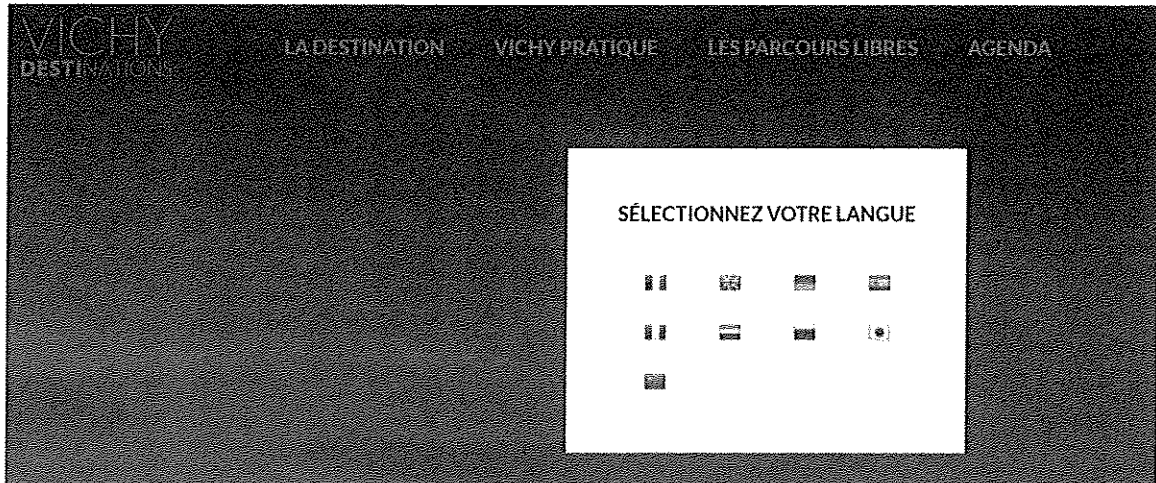 VICHY
DESTINATIONS
LA DESTINATION VICHY PRATIQUE LES PARCOURS LIBRES AGENDA
SÉLECTIONNEZ VOTRE LANGUE